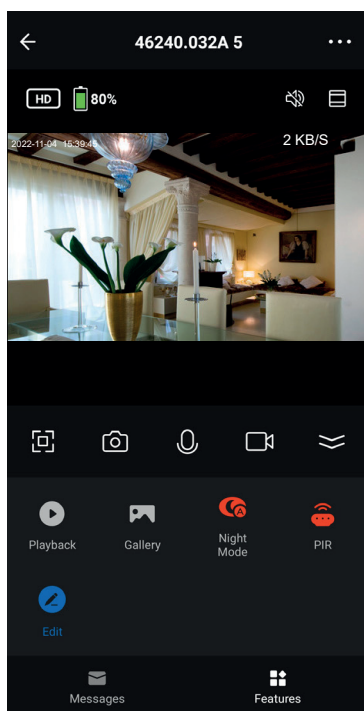 46240.032A 5
HD 80%
2022-11-04 15:39:49
2 KB/S
Playback
Gallery
Night
Mode
PIR
Edit
Messages
Features